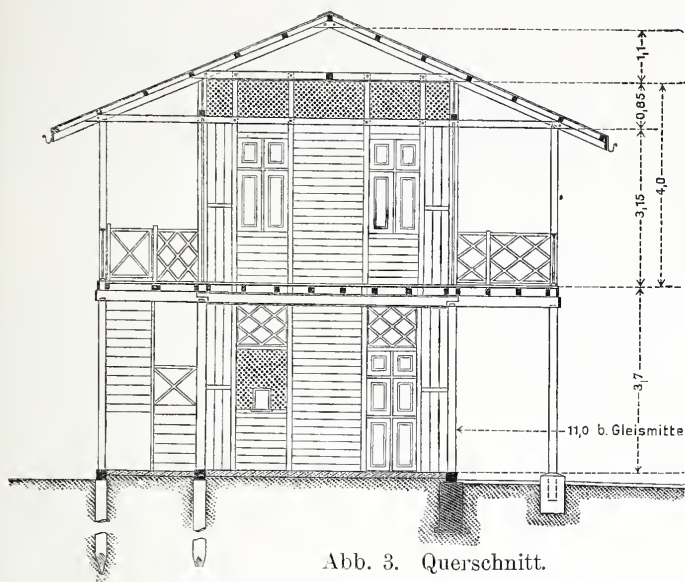 1,1
0,85
3,15
4,0
3,7
11,0 b. Gleismitte
Abb. 3. Querschnitt.